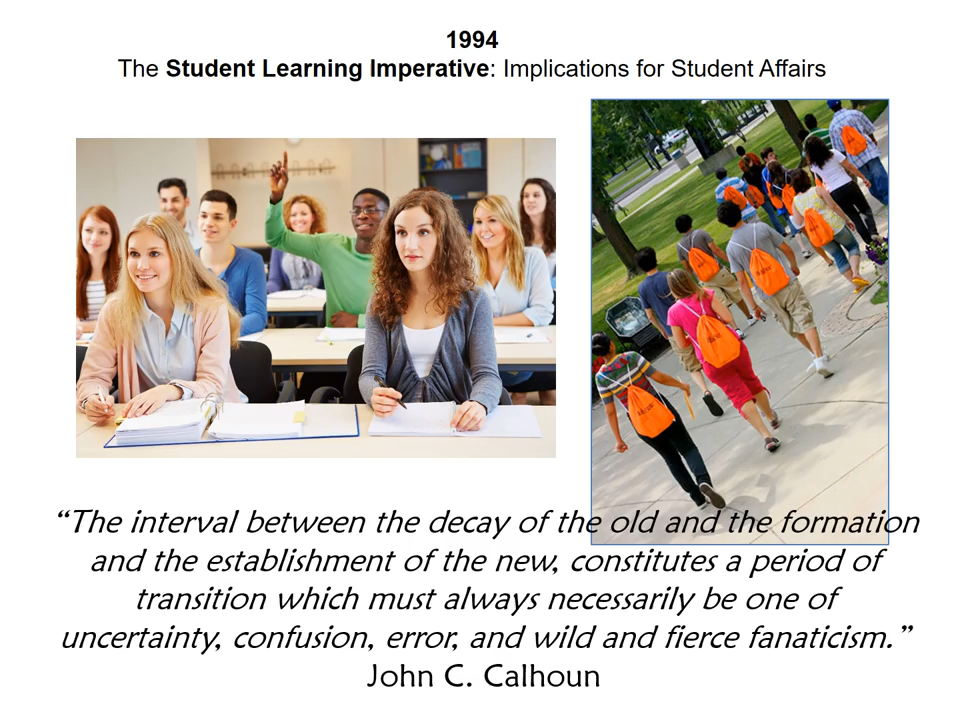 1994
The Student Learning Imperative: Implications for Student Affairs
“The interval between the decay of the old and the formation
and the establishment of the new, constitutes a period of
transition which must always necessarily be one of
uncertainty, confusion, error, and wild and fierce fanaticism.”
John C. Calhoun